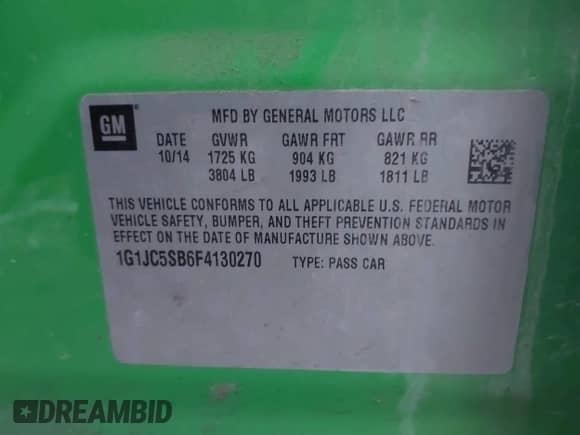 GM
MFD BY GENERAL MOTORS LLC
DATE GVWR GAWR FRT GAWR RR
10/14 1725 KG 904 KG 821 KG
3804 LB 1993 LB 1811 LB
THIS VEHICLE CONFORMS TO ALL APPLICABLE U.S. FEDERAL MOTOR
VEHICLE SAFETY, BUMPER, AND THEFT PREVENTION STANDARDS IN
EFFECT ON THE DATE OF MANUFACTURE SHOWN ABOVE.
1G1JC5SB6F4130270 TYPE: PASS CAR
DREAMBID